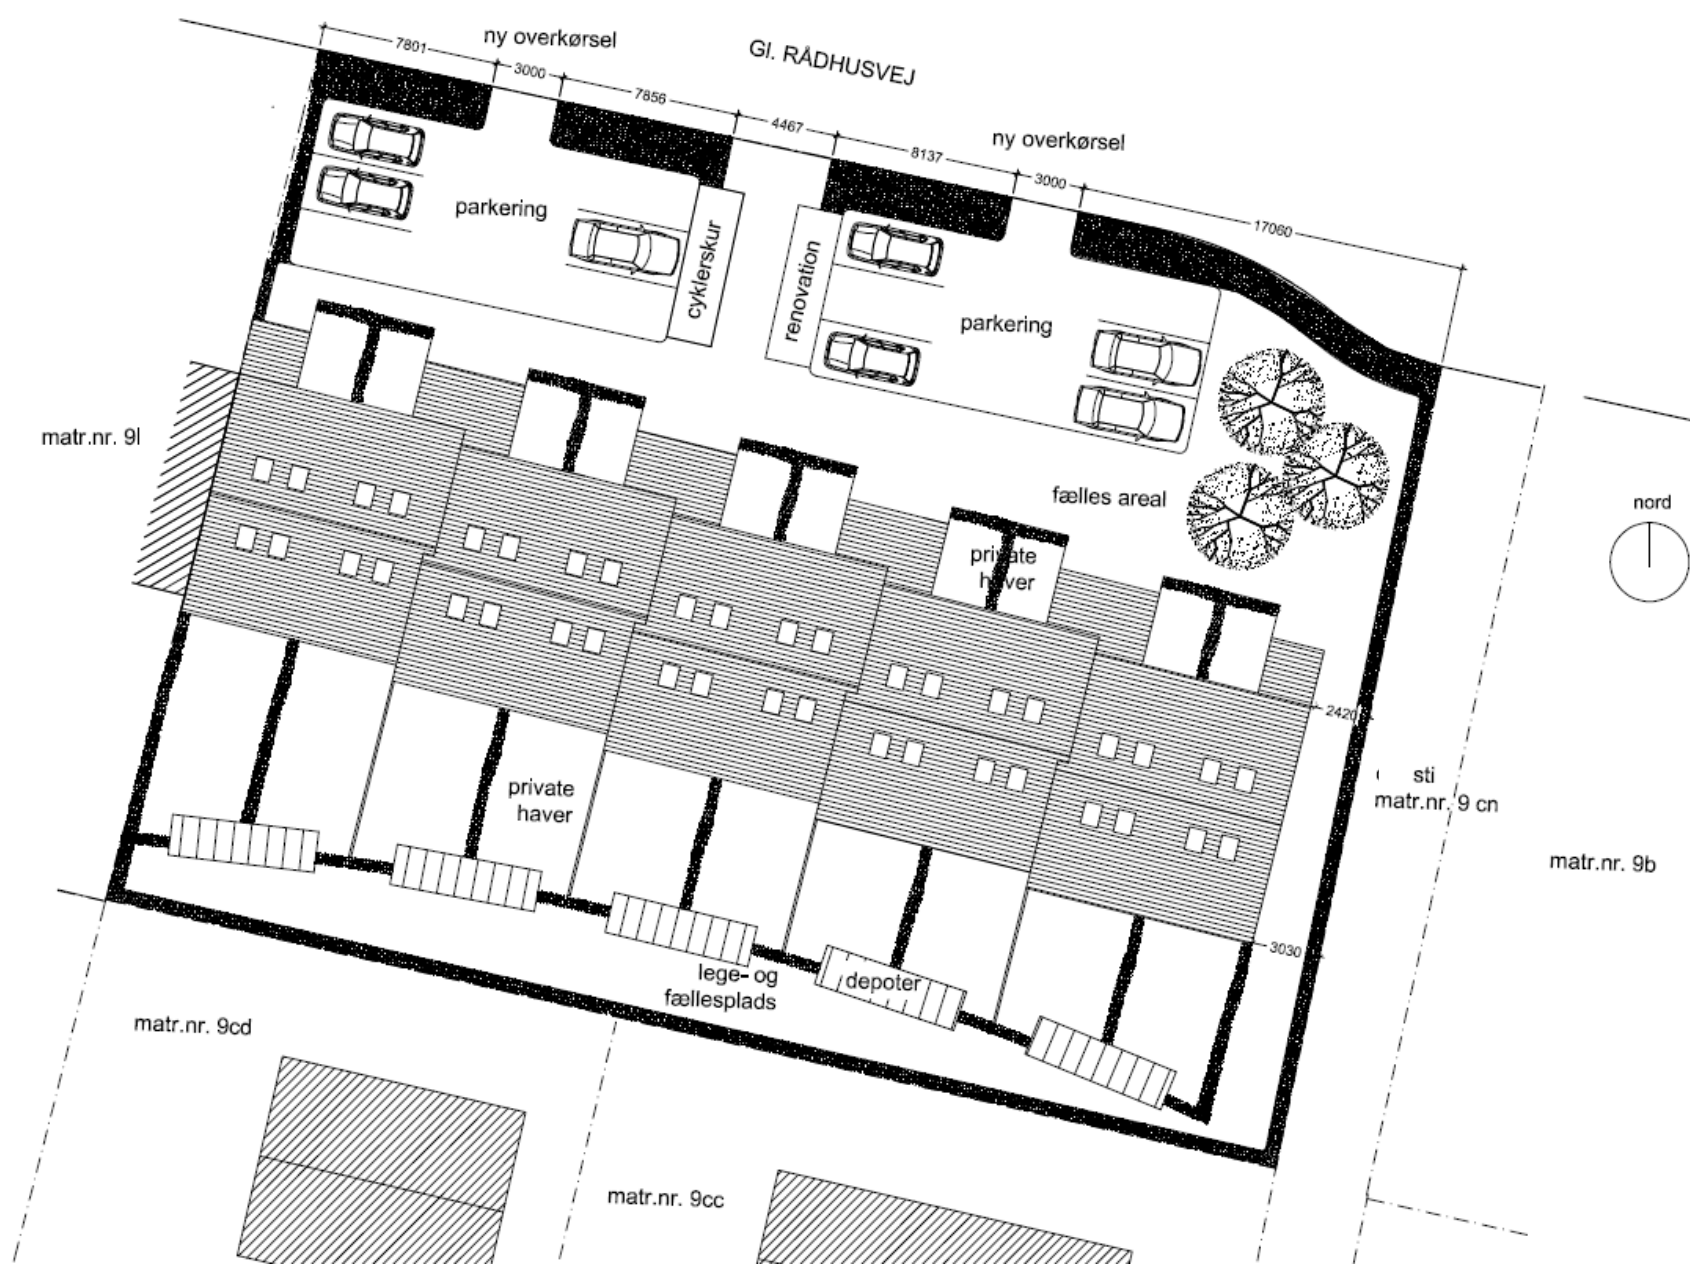 ny overkørsel
Gl. RÅDHUSVEJ
7801
3000
7856
4467
ny overkørsel
8137
3000
17060
parkering
cyklerskur
renovation
parkering
matr.nr. 9l
fælles areal
nord
private
haver
2420
sti
matr.nr. 9 cn
private
haver
matr.nr. 9b
3030
lege- og
fællesplads
depoter
matr.nr. 9cd
matr.nr. 9cc